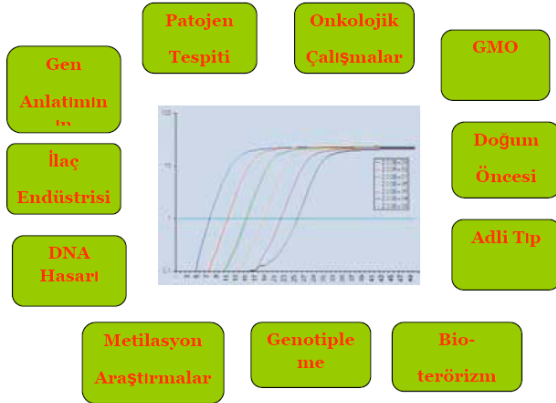 Patojen
Tespiti
Onkolojik
Çalışmalar
GMO
Gen
Anlatımın
ın
Doğum
Öncesi
İlaç
Endüstrisi
Adli Tıp
DNA
Hasarı
Metilasyon
Araştırmalar
Genotiple
me
Bio-
terörizm